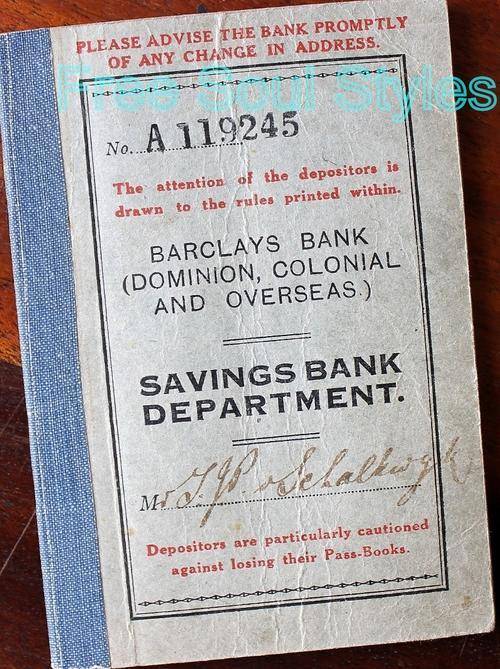 PLEASE ADVISE THE BANK PROMPTLY
OF ANY CHANGE IN ADDRESS.
Free Soul Styles
No. A 119245
The attention of the depositors is
drawn to the rules printed within.
BARCLAYS BANK
(DOMINION, COLONIAL
AND OVERSEAS.)
SAVINGS BANK
DEPARTMENT.
Mr T.J.P. v Schalkwyk
Depositors are particularly cautioned
against losing their Pass-Books.